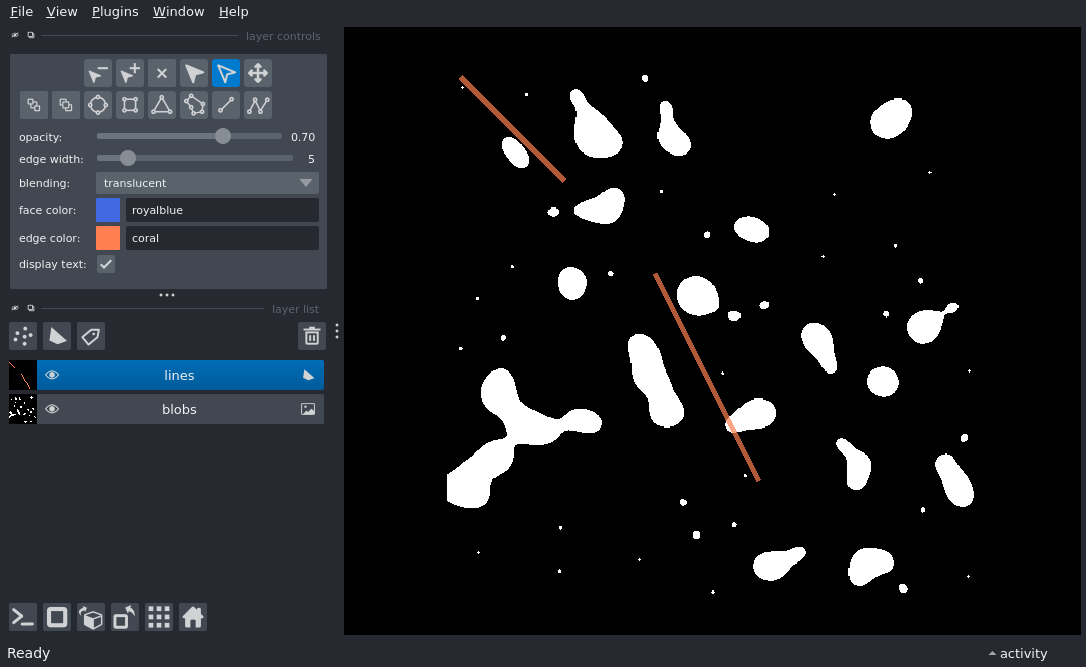 File View Plugins Window Help
layer controls
opacity: 0.70
edge width: 5
blending: translucent
face color: royalblue
edge color: coral
display text:
layer list
lines
blobs
Ready
activity